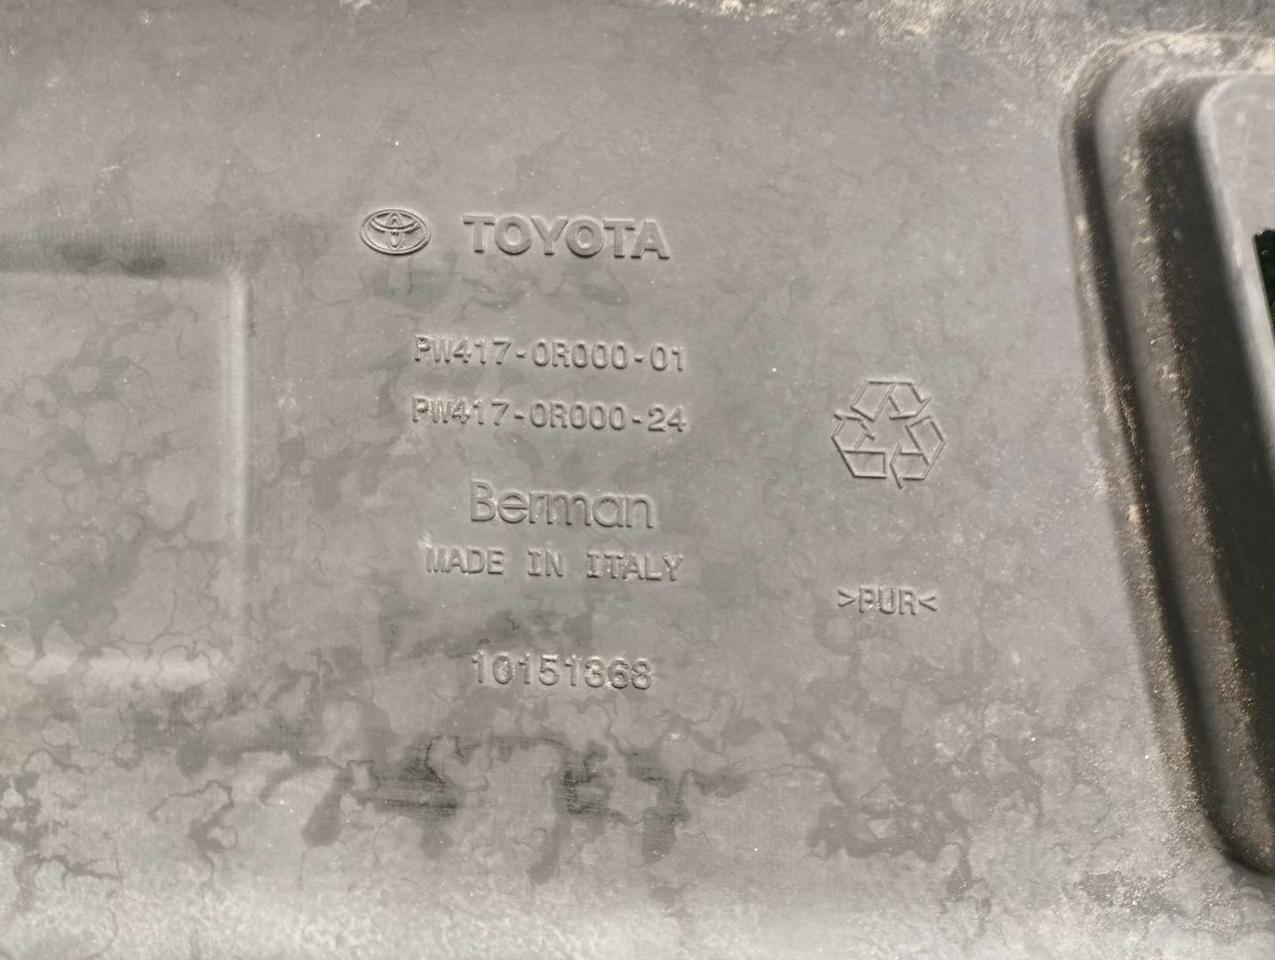 TOYOTA
PW417-0R000-01
PW417-0R000-24
Berman
MADE IN ITALY
>PUR<
10151368